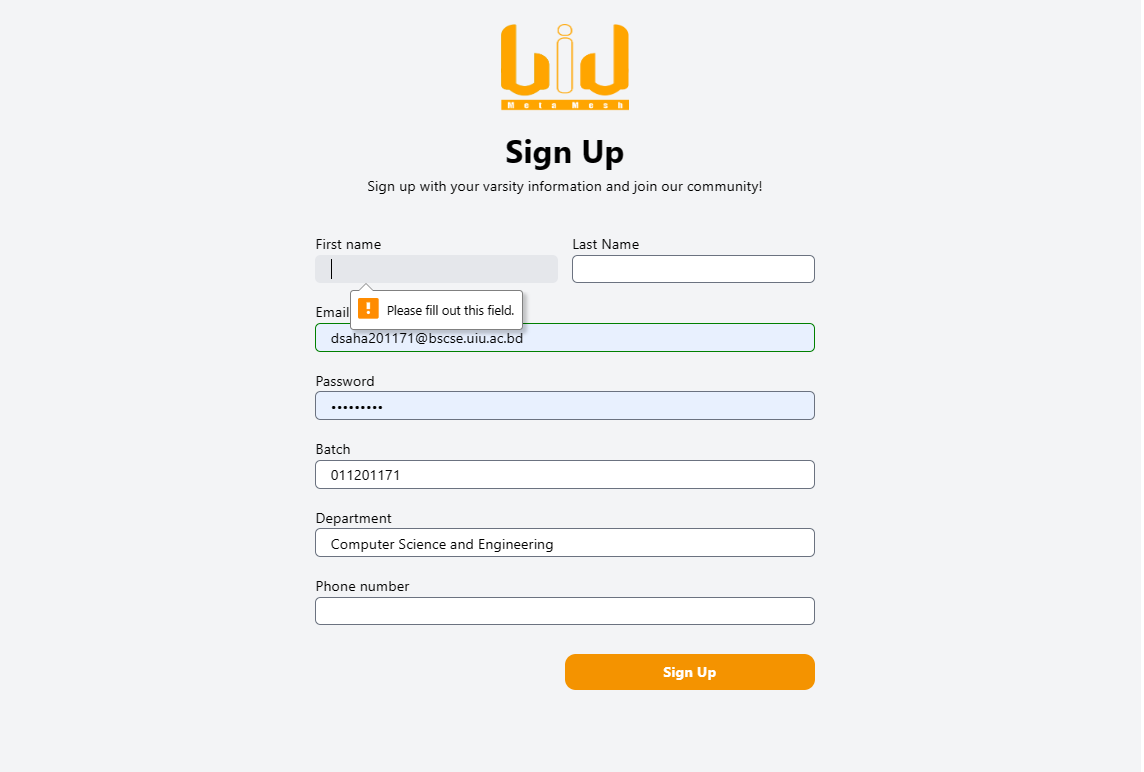 UIU
Meta Mesh
Sign Up
Sign up with your varsity information and join our community!
First name Last Name
Please fill out this field.
Email
dsaha201171@bscse.uiu.ac.bd
Password
•••••••••
Batch
011201171
Department
Computer Science and Engineering
Phone number
Sign Up